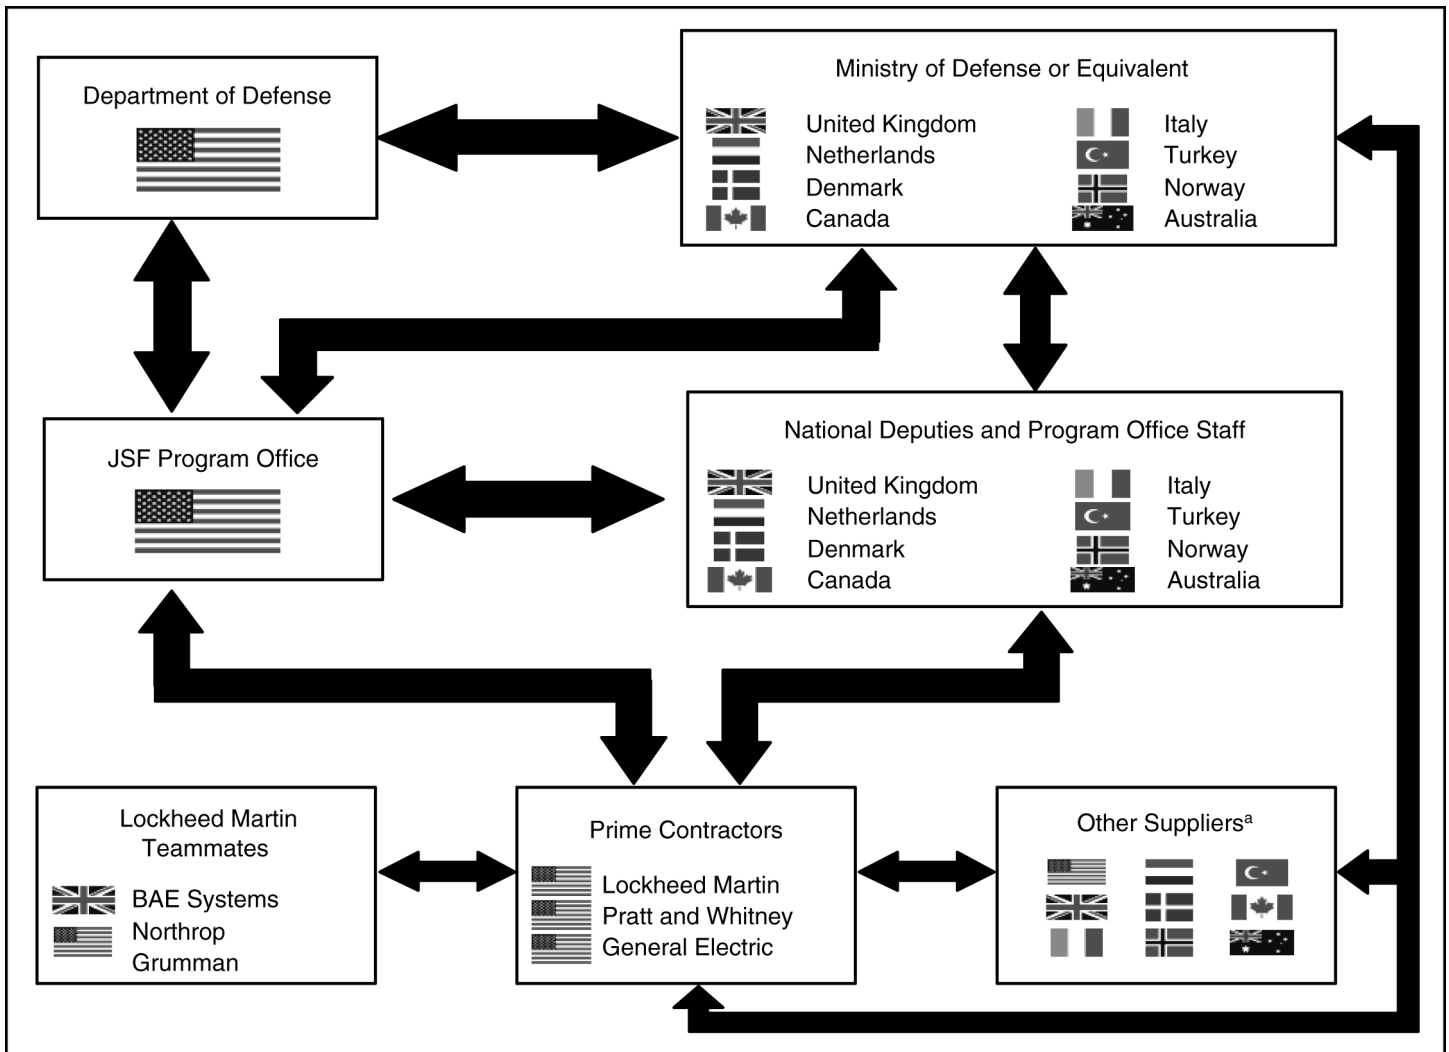 Department of Defense
Ministry of Defense or Equivalent
United Kingdom
Netherlands
Denmark
Canada
Italy
Turkey
Norway
Australia
JSF Program Office
National Deputies and Program Office Staff
United Kingdom
Netherlands
Denmark
Canada
Italy
Turkey
Norway
Australia
Lockheed Martin
Teammates
BAE Systems
Northrop
Grumman
Prime Contractors
Lockheed Martin
Pratt and Whitney
General Electric
Other Suppliersᵃ